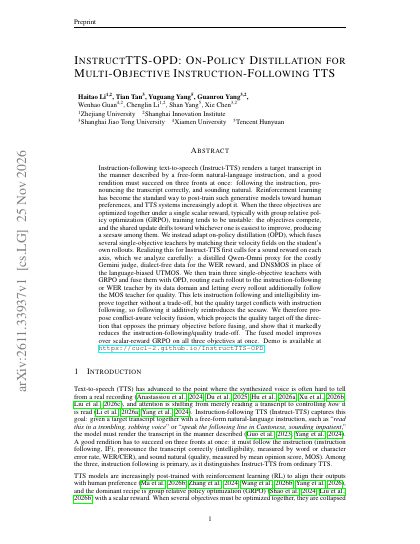 Preprint
INSTRUCTTTS-OPD: ON-POLICY DISTILLATION FOR
MULTI-OBJECTIVE INSTRUCTION-FOLLOWING TTS
Haitao Li1,2, Tian Tan3, Yuguang Yang5, Guanrou Yang3,2,
Wenhao Guan4,2, Chenglin Li1,2, Shan Yang5, Xie Chen3,2
1Zhejiang University 2Shanghai Innovation Institute
3Shanghai Jiao Tong University 4Xiamen University 5Tencent Hunyuan
ABSTRACT
Instruction-following text-to-speech (Instruct-TTS) renders a target transcript in
the manner described by a free-form natural-language instruction, and a good
rendition must succeed on three fronts at once: following the instruction, pro-
nouncing the transcript correctly, and sounding natural. Reinforcement learning
has become the standard way to post-train such generative models toward human
preferences, and TTS systems increasingly adopt it. When the three objectives are
optimized together under a single scalar reward, typically with group relative pol-
icy optimization (GRPO), training tends to be unstable: the objectives compete,
and the shared update drifts toward whichever one is easiest to improve, producing
a seesaw among them. We instead adapt on-policy distillation (OPD), which fuses
several single-objective teachers by matching their velocity fields on the student's
own rollouts. Realizing this for Instruct-TTS first calls for a sound reward on each
axis, which we analyze carefully: a distilled Qwen-Omni proxy for the costly
Gemini judge, dialect-free data for the WER reward, and DNSMOS in place of
the language-biased UTMOS. We then train three single-objective teachers with
GRPO and fuse them with OPD, routing each rollout to the instruction-following
or WER teacher by its data domain and letting every rollout additionally follow
the MOS teacher for quality. This lets instruction following and intelligibility im-
prove together without a trade-off, but the quality target conflicts with instruction
following, so following it additively reintroduces the seesaw. We therefore pro-
pose conflict-aware velocity fusion, which projects the quality target off the direc-
tion that opposes the primary objective before fusing, and show that it markedly
reduces the instruction-following/quality trade-off. The fused model improves
over scalar-reward GRPO on all three objectives at once. Demo is available at
https://cuci-2.github.io/InstructTTS-OPD
1 INTRODUCTION
Text-to-speech (TTS) has advanced to the point where the synthesized voice is often hard to tell
from a real recording (Anastassiou et al., 2024; Du et al., 2025; Hu et al., 2026a; Xu et al., 2026b;
Liu et al., 2026c), and attention is shifting from merely reading a transcript to controlling how it
is read (Li et al., 2026a; Yang et al., 2024). Instruction-following TTS (Instruct-TTS) captures this
goal: given a target transcript together with a free-form natural-language instruction, such as "read
this in a trembling, sobbing voice" or "speak the following line in Cantonese, sounding impatient,"
the model must render the transcript in the manner described (Guo et al., 2023; Yang et al., 2024).
A good rendition has to succeed on three fronts at once: it must follow the instruction (instruction
following, IF), pronounce the transcript correctly (intelligibility, measured by word or character
error rate, WER/CER), and sound natural (quality, measured by mean opinion score, MOS). Among
the three, instruction following is primary, as it distinguishes Instruct-TTS from ordinary TTS.
TTS models are increasingly post-trained with reinforcement learning (RL) to align their outputs
with human preference (Mu et al., 2026b; Zhang et al., 2024; Wang et al., 2026b; Yang et al., 2026),
and the dominant recipe is group relative policy optimization (GRPO) (Shao et al., 2024; Liu et al.,
2026b) with a scalar reward. When several objectives must be optimized together, they are collapsed
1
arXiv:2611.33937v1 [cs.LG] 25 Nov 2026